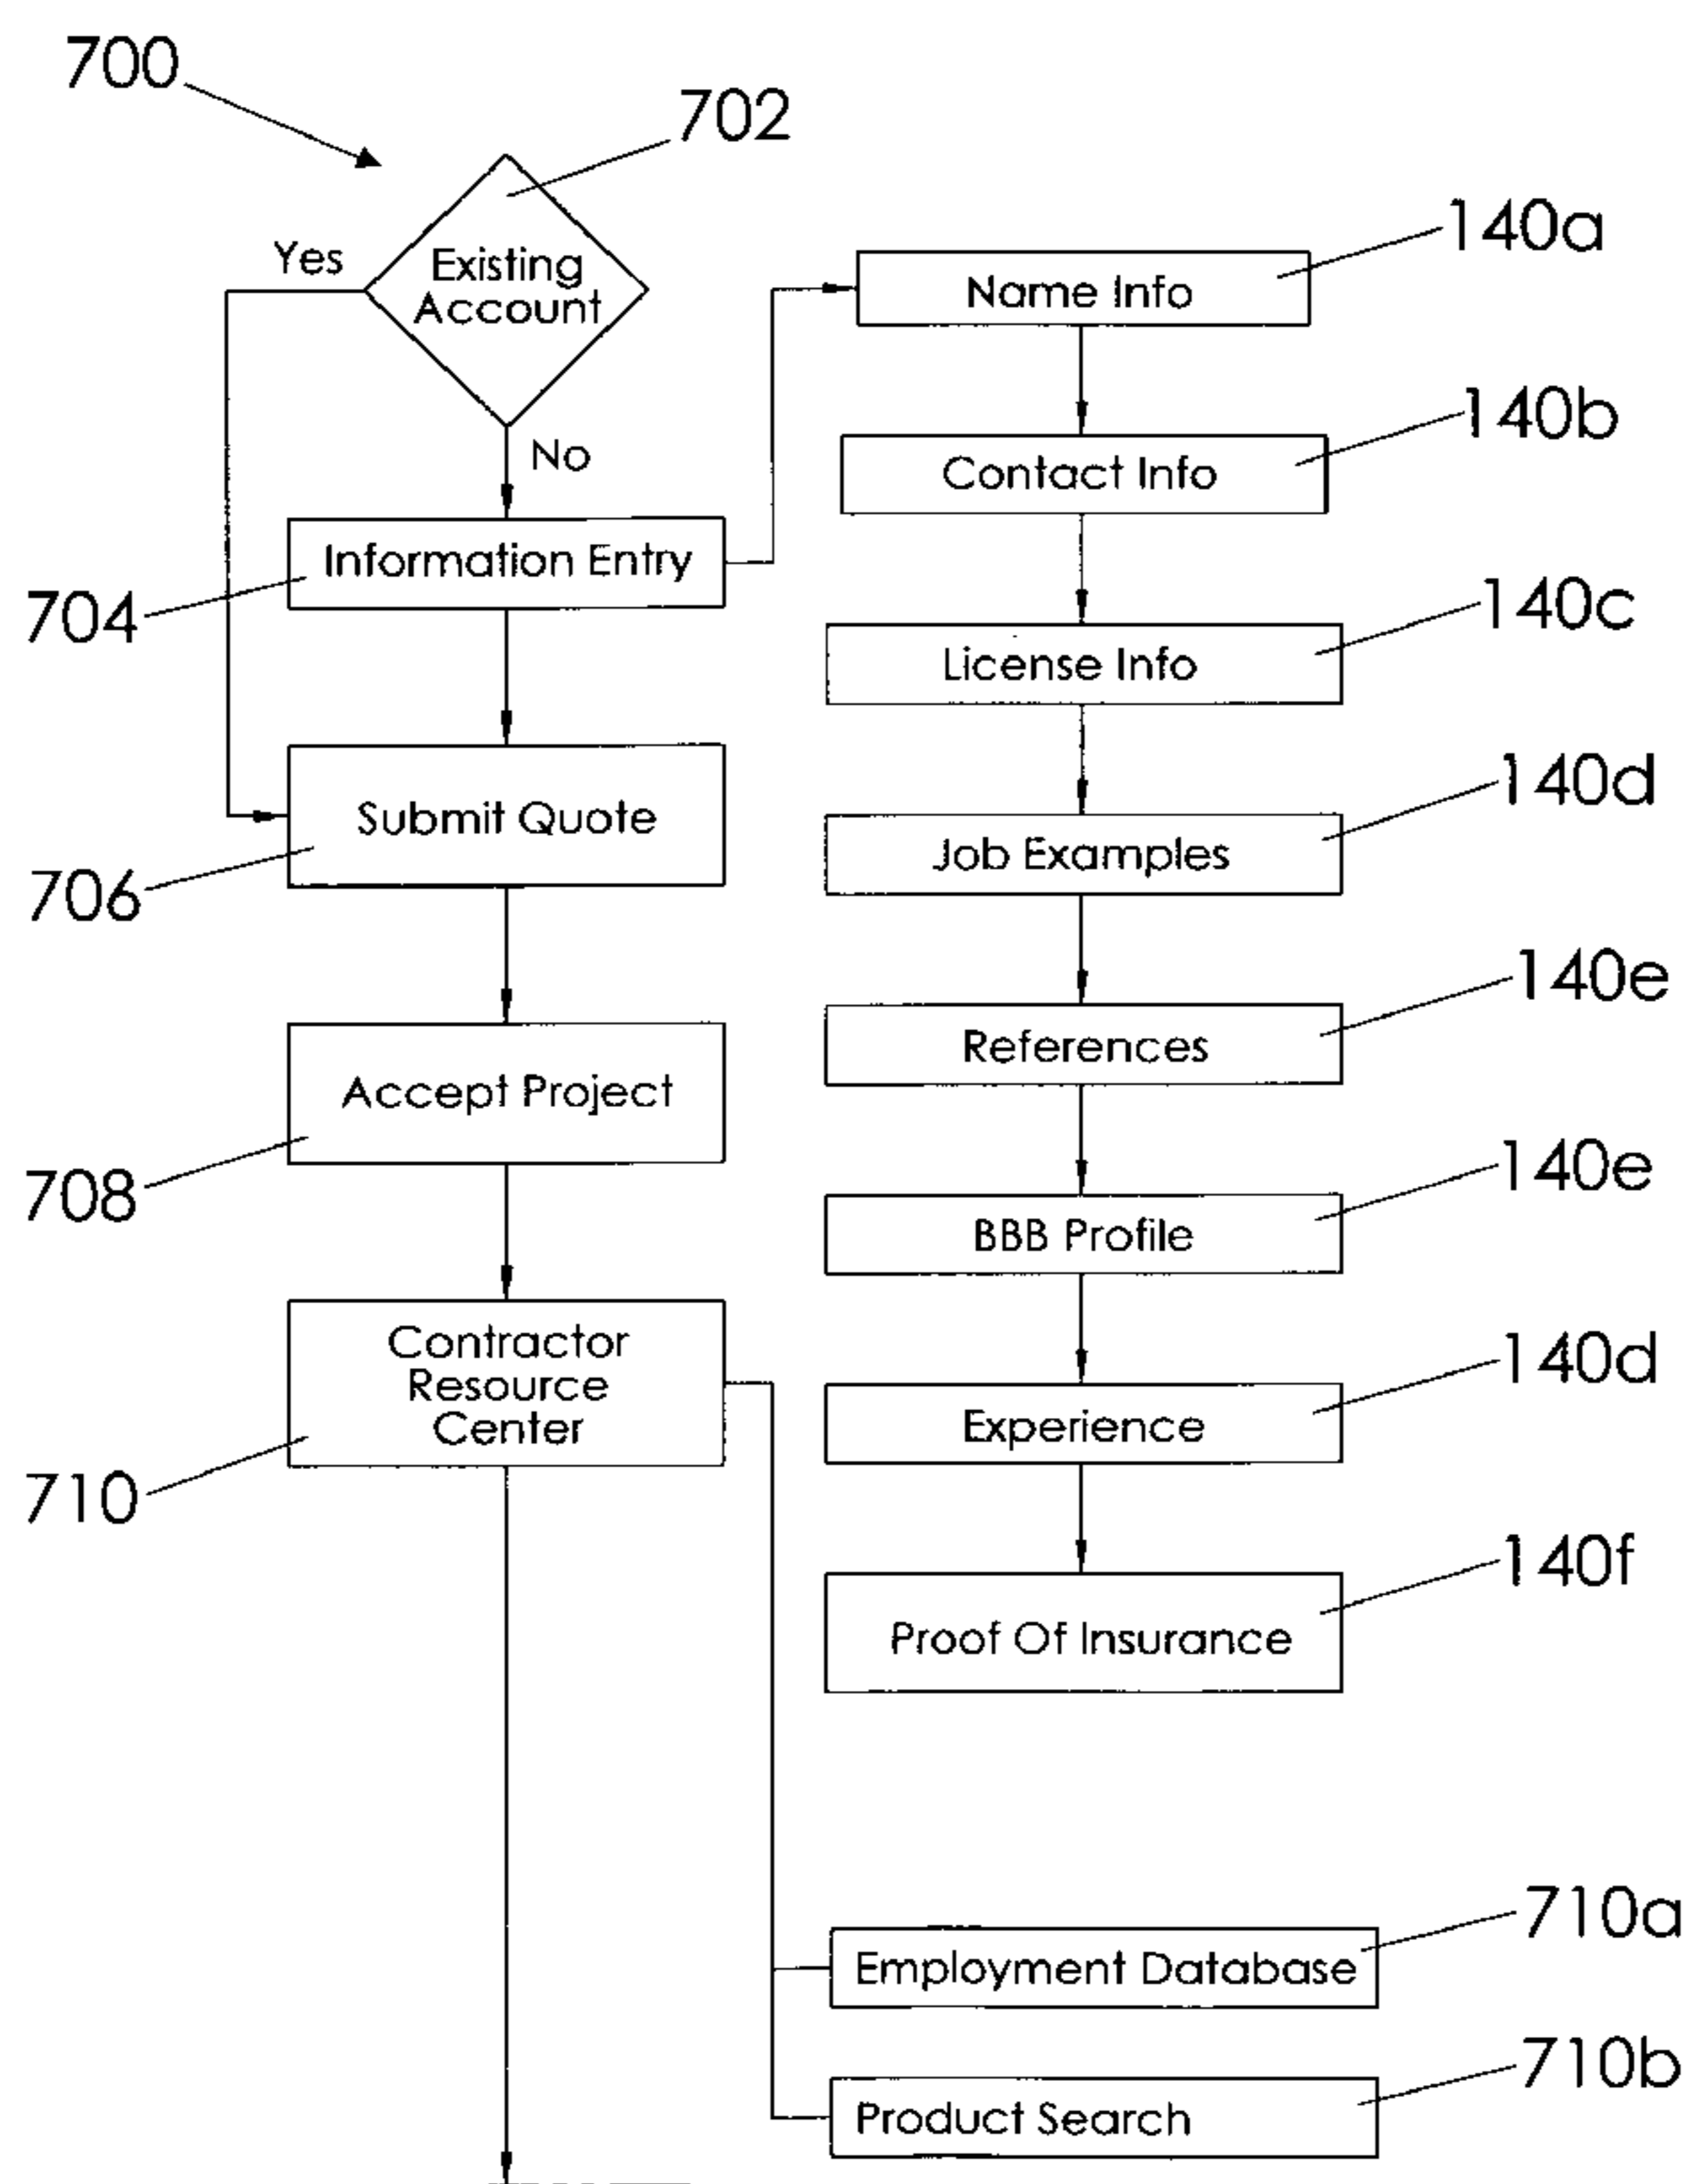 700
702
Yes
Existing
Account
140a
Name Info
140b
No
Contact Info
Information Entry
704
140c
License Info
140d
Submit Quote
Job Examples
706
140e
References
Accept Project
708
140e
BBB Profile
140d
Contractor
Resource
Center
Experience
710
140f
Proof Of Insurance
710a
Employment Database
710b
Product Search